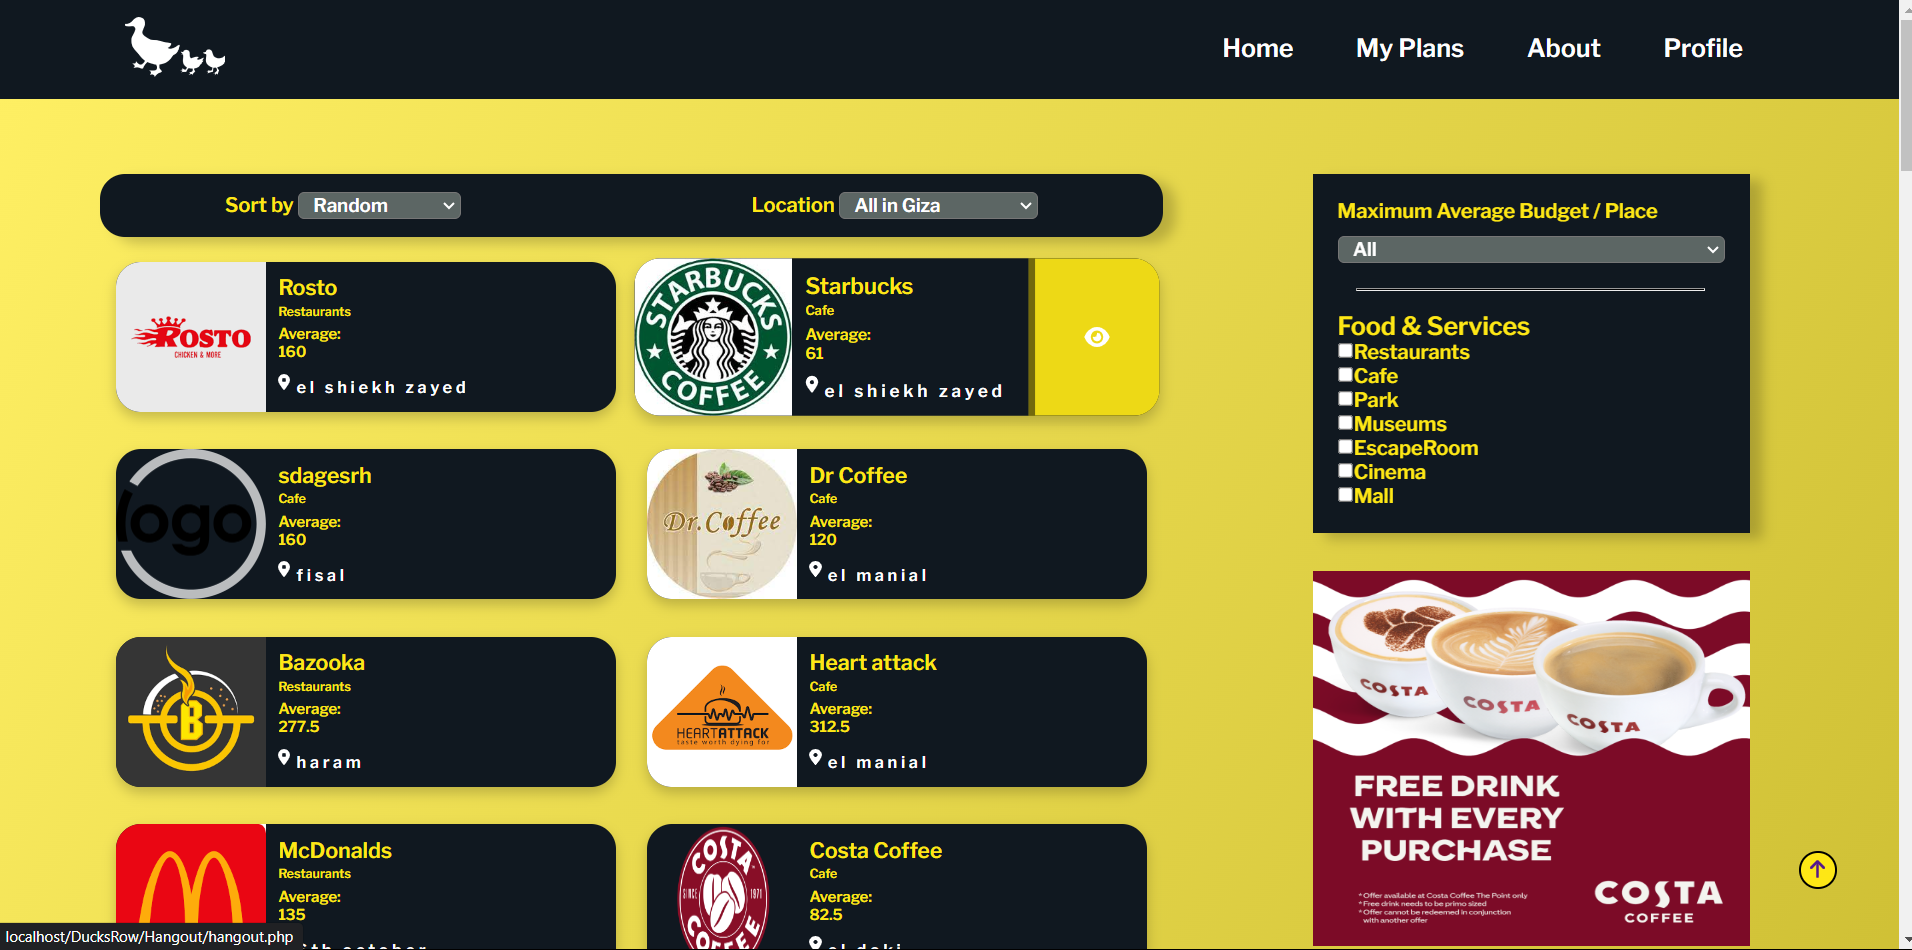 Home
My Plans
About
Profile
Sort by
Random
Location
All in Giza
Rosto
Restaurants
Average:
160
el shiekh zayed
ROSTO
CHICKEN & MORE
Starbucks
Cafe
Average:
61
el shiekh zayed
STARBUCKS
COFFEE
sdagesrh
Cafe
Average:
160
fisal
logo
Dr Coffee
Cafe
Average:
120
el manial
Dr.Coffee
Bazooka
Restaurants
Average:
277.5
haram
B
Heart attack
Cafe
Average:
312.5
el manial
HEARTATTACK
taste worth dying for
McDonalds
Restaurants
Average:
135
Costa Coffee
Cafe
Average:
82.5
COSTA
SINCE 1971
COFFEE
Maximum Average Budget / Place
All
Food & Services
Restaurants
Cafe
Park
Museums
EscapeRoom
Cinema
Mall
COSTA
COSTA
COSTA
FREE DRINK
WITH EVERY
PURCHASE
*Offer available at Costa Coffee The Point only
*Free drink needs to be primo sized
*Offer cannot be redeemed in conjunction
with another offer
COSTA
COFFEE
localhost/DucksRow/Hangout/hangout.php